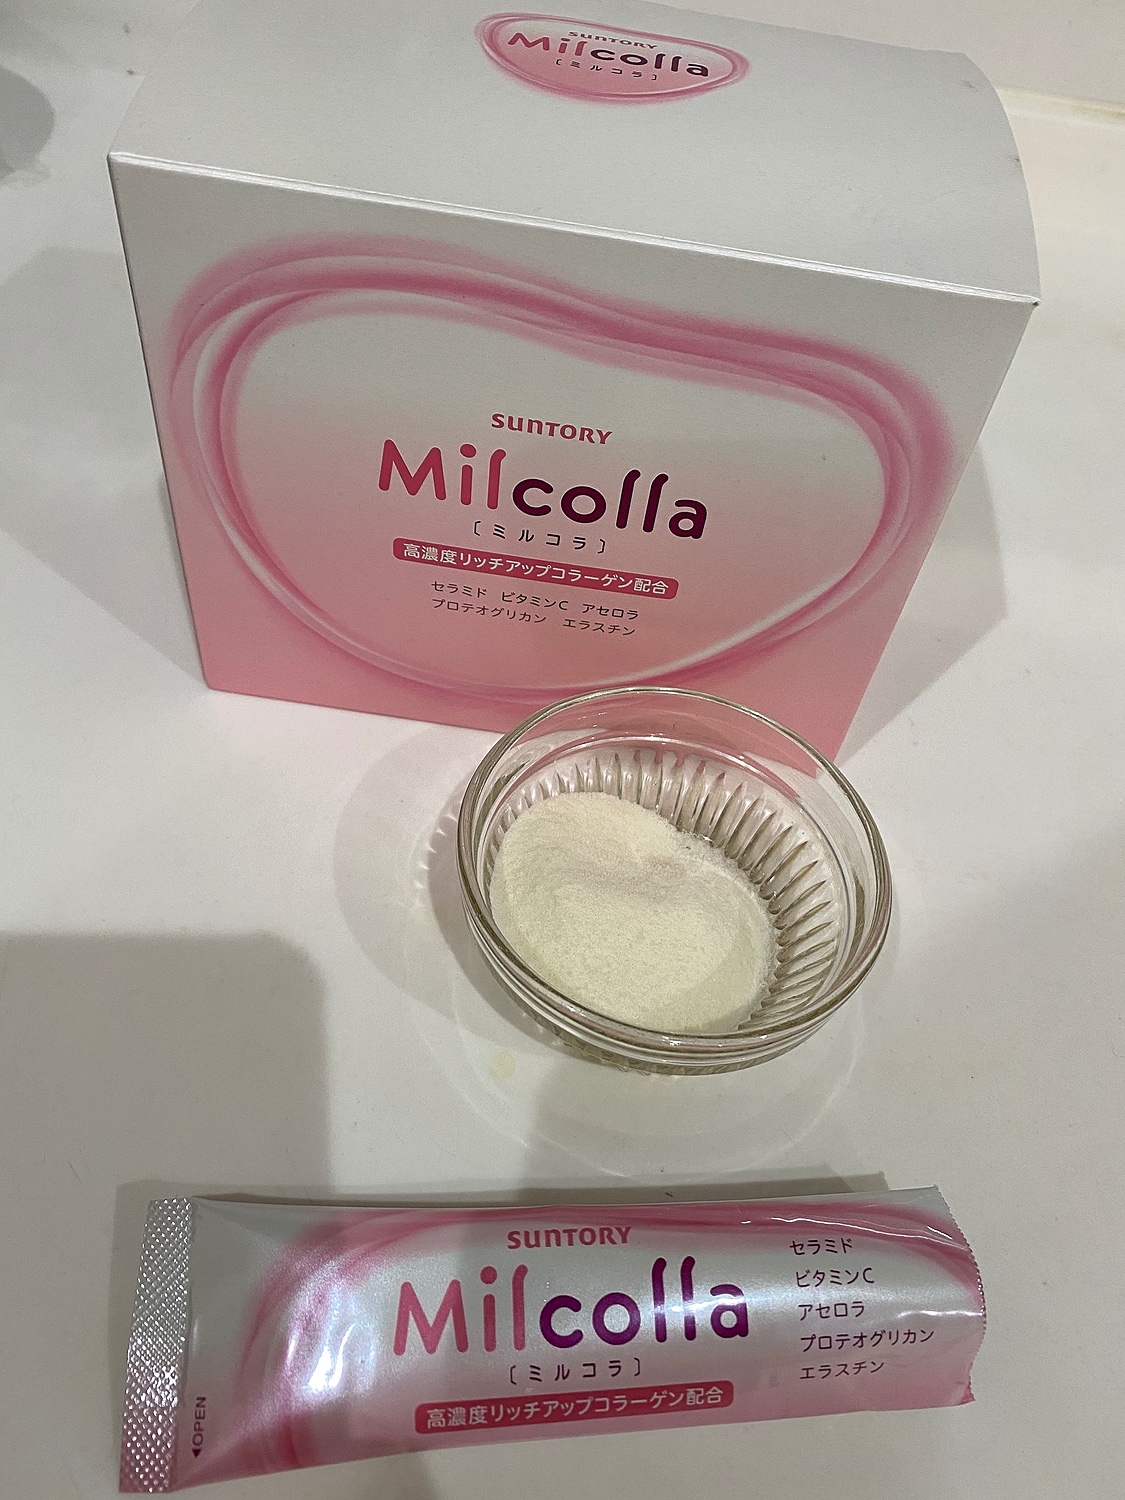 SUNTORY
Milcolla
〔ミルコラ〕
SUNTORY
Milcolla
〔ミルコラ〕
高濃度リッチアップコラーゲン配合
セラミド ビタミンC アセロラ
プロテオグリカン エラスチン
SUNTORY
Milcolla
〔ミルコラ〕
高濃度リッチアップコラーゲン配合
セラミド
ビタミンC
アセロラ
プロテオグリカン
エラスチン
◀OPEN